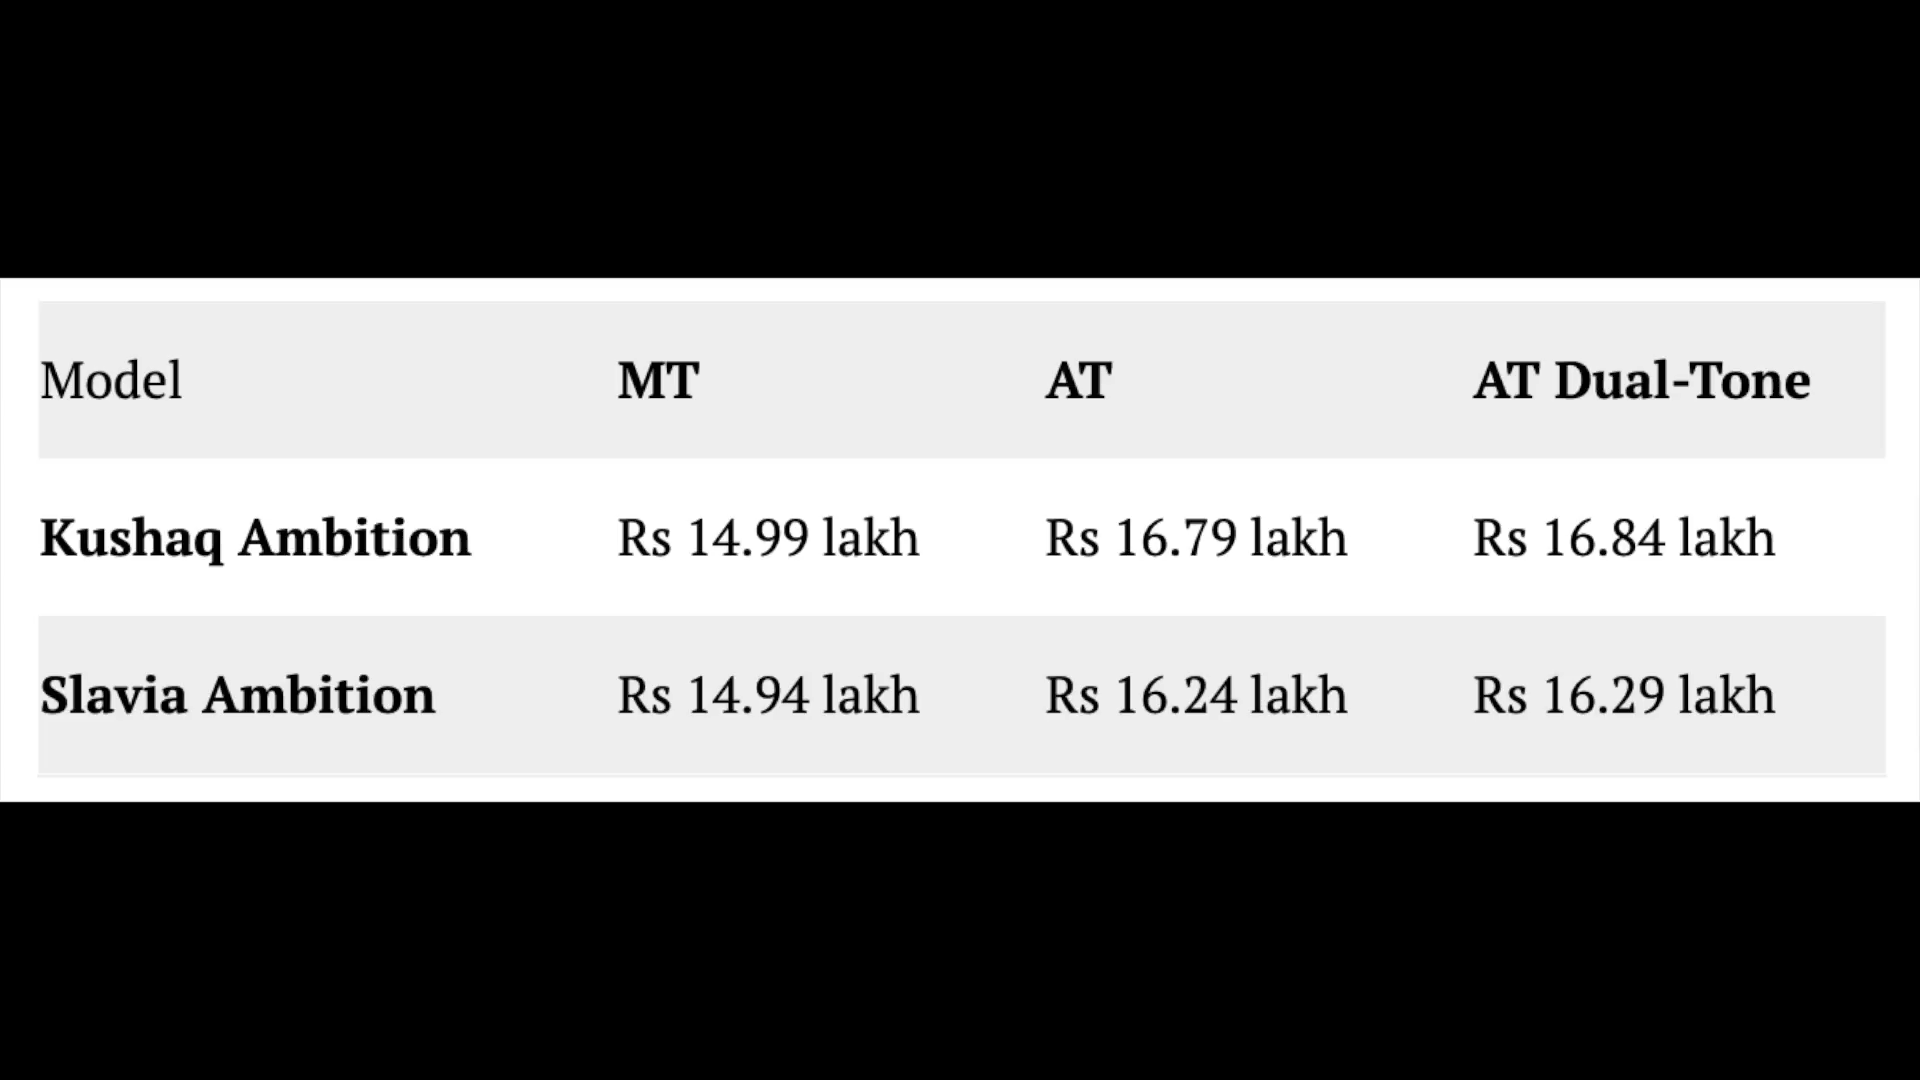 Model MT AT AT Dual-Tone
Kushaq Ambition Rs 14.99 lakh Rs 16.79 lakh Rs 16.84 lakh
Slavia Ambition Rs 14.94 lakh Rs 16.24 lakh Rs 16.29 lakh